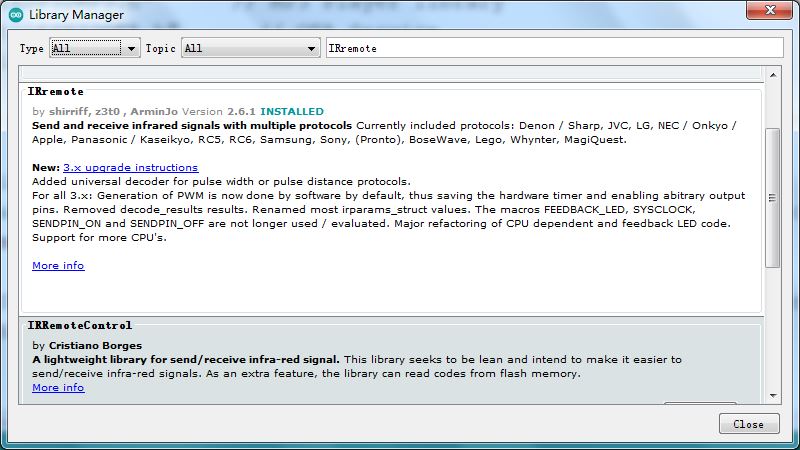 Library Manager
Type All Topic All IRremote
IRremote
by shirriff, z3t0 , ArminJo Version 2.6.1 INSTALLED
Send and receive infrared signals with multiple protocols Currently included protocols: Denon / Sharp, JVC, LG, NEC / Onkyo /
Apple, Panasonic / Kaseikyo, RC5, RC6, Samsung, Sony, (Pronto), BoseWave, Lego, Whynter, MagiQuest.
New: 3.x upgrade instructions
Added universal decoder for pulse width or pulse distance protocols.
For all 3.x: Generation of PWM is now done by software by default, thus saving the hardware timer and enabling abitrary output
pins. Removed decode_results results. Renamed most irparams_struct values. The macros FEEDBACK_LED, SYSCLOCK,
SENDPIN_ON and SENDPIN_OFF are not longer used / evaluated. Major refactoring of CPU dependent and feedback LED code.
Support for more CPU's.
More info
IRRemoteControl
by Cristiano Borges
A lightweight library for send/receive infra-red signal. This library seeks to be lean and intend to make it easier to
send/receive infra-red signals. As an extra feature, the library can read codes from flash memory.
More info
Close